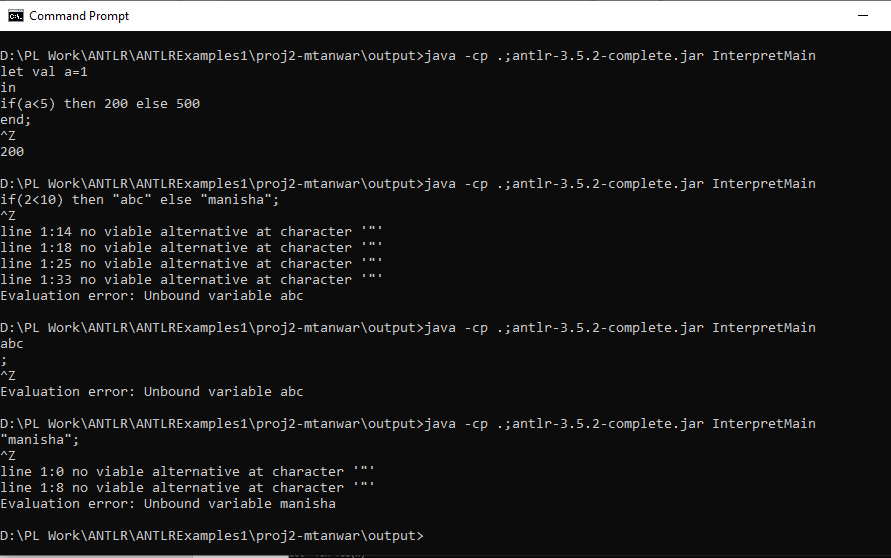 Command Prompt
D:\PL Work\ANTLR\ANTLRExamples1\proj2-mtanwar\output>java -cp .;antlr-3.5.2-complete.jar InterpretMain
let val a=1
in
if(a<5) then 200 else 500
end;
^Z
200
D:\PL Work\ANTLR\ANTLRExamples1\proj2-mtanwar\output>java -cp .;antlr-3.5.2-complete.jar InterpretMain
if(2<10) then "abc" else "manisha";
^Z
line 1:14 no viable alternative at character '"'
line 1:18 no viable alternative at character '"'
line 1:25 no viable alternative at character '"'
line 1:33 no viable alternative at character '"'
Evaluation error: Unbound variable abc
D:\PL Work\ANTLR\ANTLRExamples1\proj2-mtanwar\output>java -cp .;antlr-3.5.2-complete.jar InterpretMain
abc
;
^Z
Evaluation error: Unbound variable abc
D:\PL Work\ANTLR\ANTLRExamples1\proj2-mtanwar\output>java -cp .;antlr-3.5.2-complete.jar InterpretMain
"manisha";
^Z
line 1:0 no viable alternative at character '"'
line 1:8 no viable alternative at character '"'
Evaluation error: Unbound variable manisha
D:\PL Work\ANTLR\ANTLRExamples1\proj2-mtanwar\output>